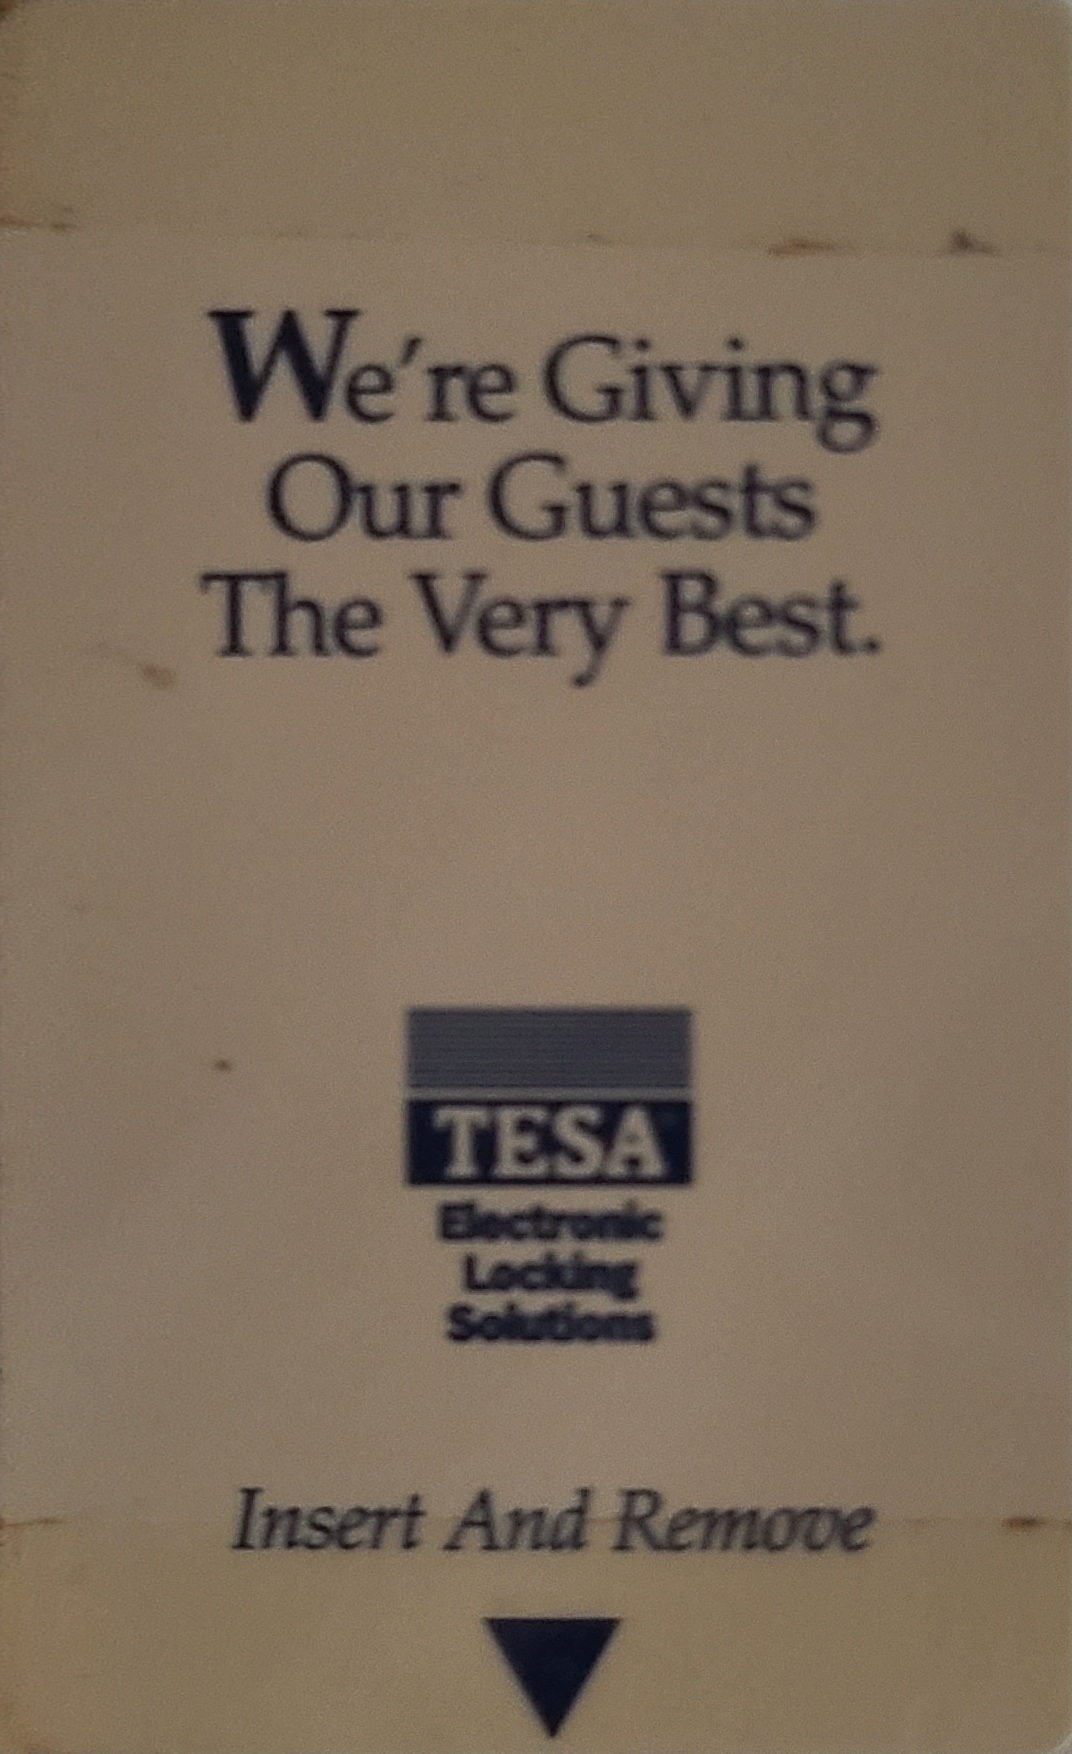 We're Giving
Our Guests
The Very Best.
TESA
Electronic
Locking
Solutions
Insert And Remove